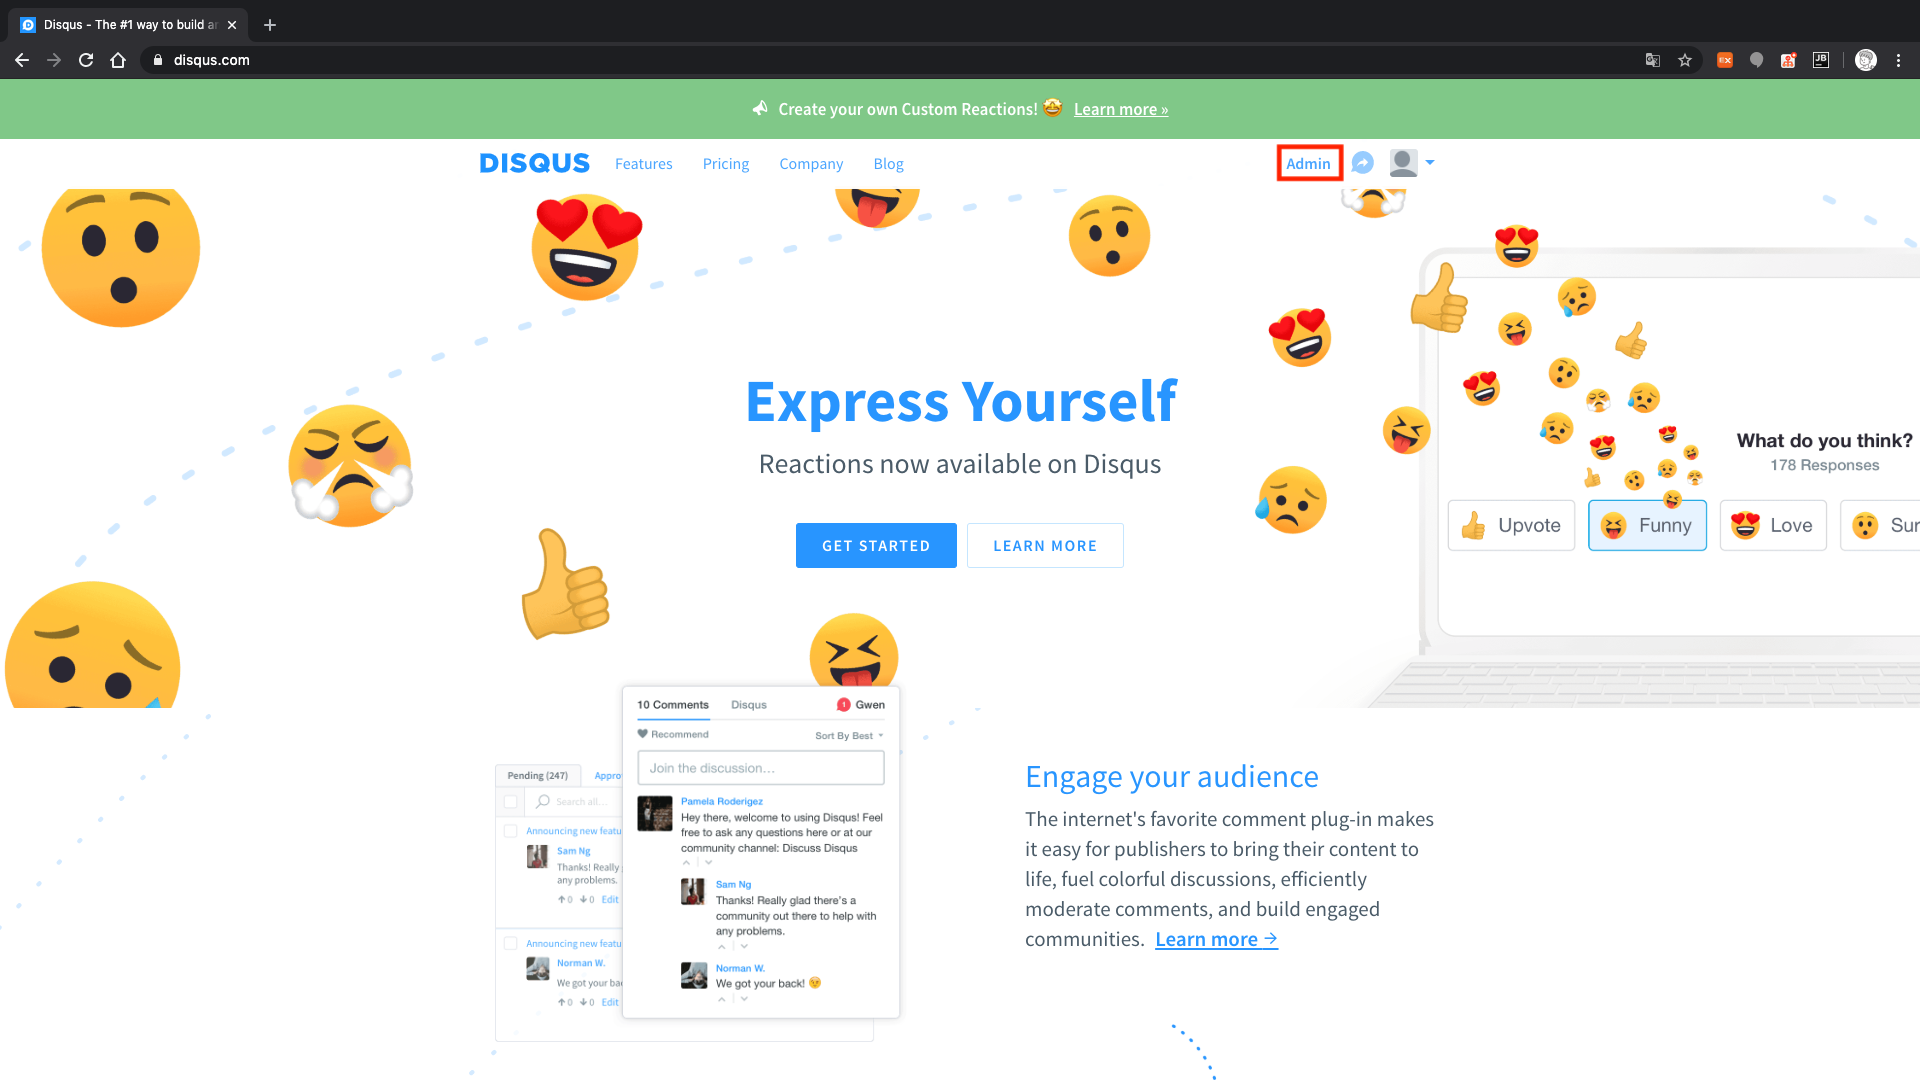 Disqus - The #1 way to build
disqus.com
EX
JB
Create your own Custom Reactions! 🤩 Learn more »
DISQUS Features Pricing Company Blog Admin
Express Yourself
Reactions now available on Disqus
GET STARTED LEARN MORE
What do you think?
178 Responses
Upvote Funny Love Sur
10 Comments Disqus 1 Gwen
Recommend Sort By Best
Join the discussion...
Pamela Roderigez
Hey there, welcome to using Disqus! Feel
free to ask any questions here or at our
community channel: Discuss Disqus
Sam Ng
Thanks! Really glad there's a
community out there to help with
any problems.
Norman W.
We got your back!
Pending (247) Appro
Search all...
Announcing new featu
Sam Ng
Thanks! Really
any problems.
0 0 Edit
Announcing new featu
Norman W.
We got your ba
0 0 Edit
Engage your audience
The internet's favorite comment plug-in makes
it easy for publishers to bring their content to
life, fuel colorful discussions, efficiently
moderate comments, and build engaged
communities. Learn more →